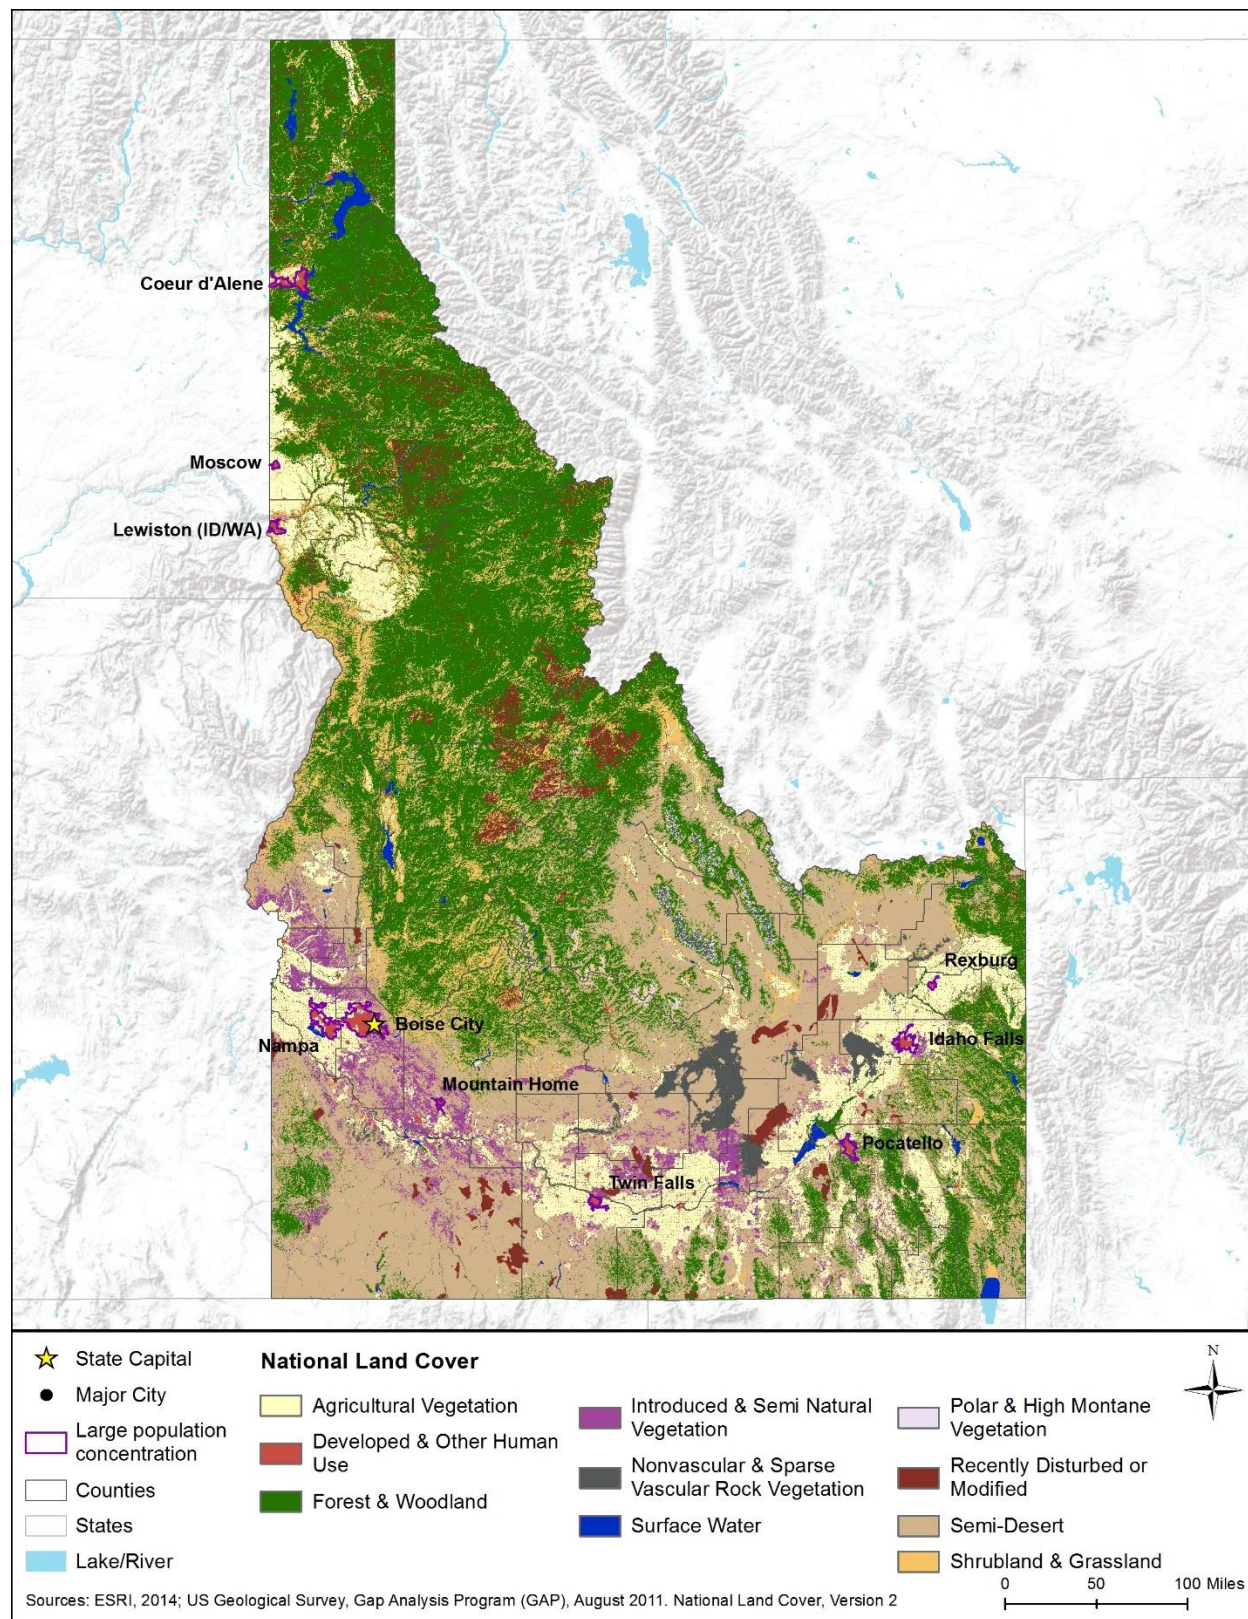 Coeur d'Alene
Moscow
Lewiston (ID/WA)
Rexburg
Boise City
Nampa
Idaho Falls
Mountain Home
Pocatello
Twin Falls
State Capital
Major City
Large population
concentration
Counties
States
Lake/River
National Land Cover
Agricultural Vegetation
Developed & Other Human
Use
Forest & Woodland
Introduced & Semi Natural
Vegetation
Nonvascular & Sparse
Vascular Rock Vegetation
Surface Water
Polar & High Montane
Vegetation
Recently Disturbed or
Modified
Semi-Desert
Shrubland & Grassland
N
0 50 100 Miles
Sources: ESRI, 2014; US Geological Survey, Gap Analysis Program (GAP), August 2011. National Land Cover, Version 2